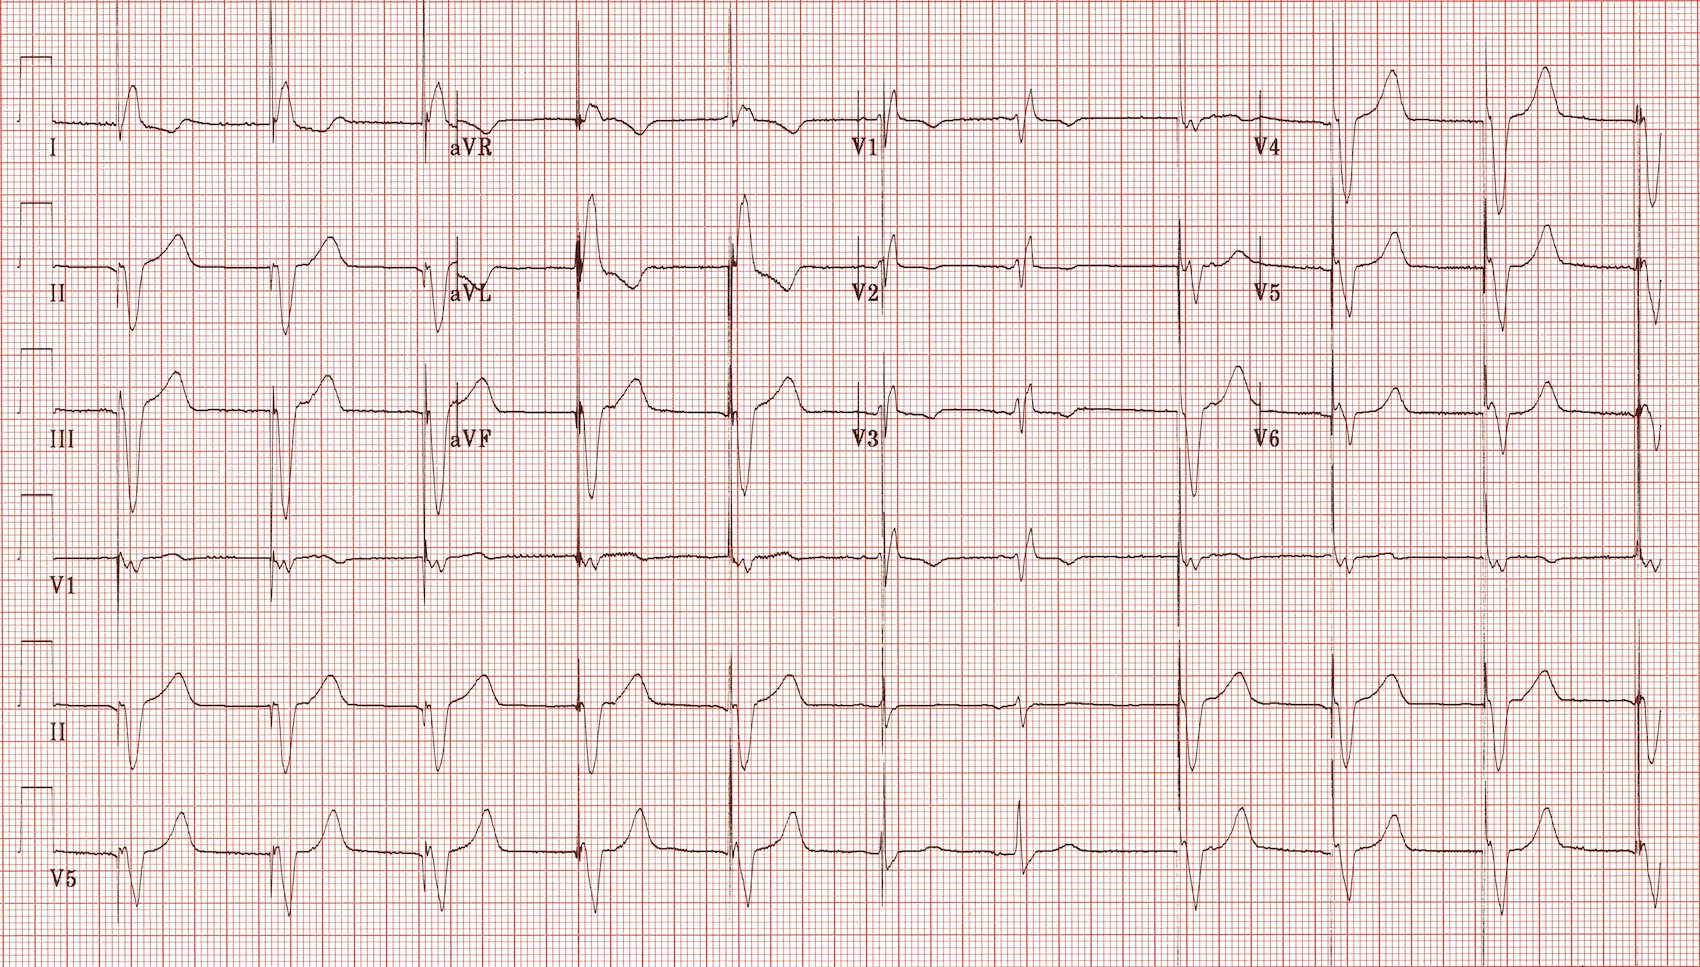 I aVR V1 V4
II aVL V2 V5
III aVF V3 V6
V1
II
V5